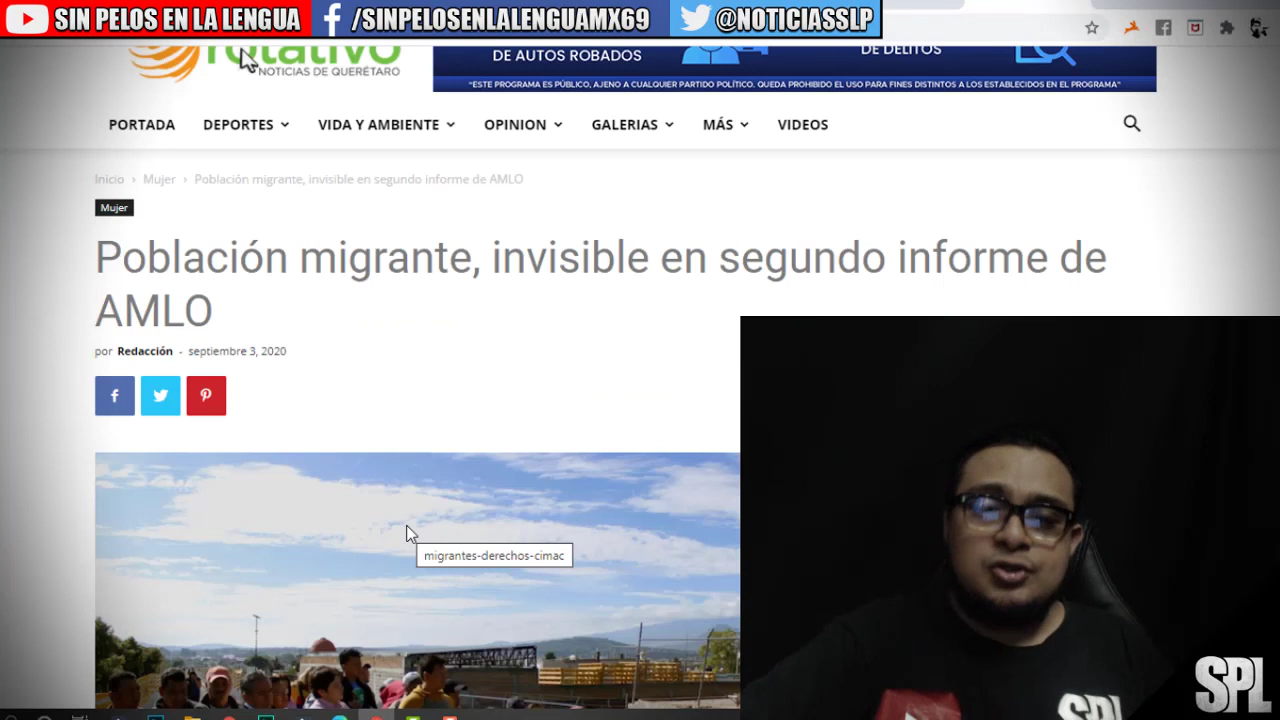 SIN PELOS EN LA LENGUA
/SINPELOSENLALENGUAMX69
@NOTICIASSLP
rotativo
NOTICIAS DE QUERÉTARO
DE AUTOS ROBADOS
DE DELITOS
"ESTE PROGRAMA ES PÚBLICO, AJENO A CUALQUIER PARTIDO POLÍTICO. QUEDA PROHIBIDO EL USO PARA FINES DISTINTOS A LOS ESTABLECIDOS EN EL PROGRAMA"
PORTADA DEPORTES VIDA Y AMBIENTE OPINION GALERIAS MÁS VIDEOS
Inicio › Mujer › Población migrante, invisible en segundo informe de AMLO
Mujer
Población migrante, invisible en segundo informe de
AMLO
por Redacción - septiembre 3, 2020
migrantes-derechos-cimac
SPL
SPL